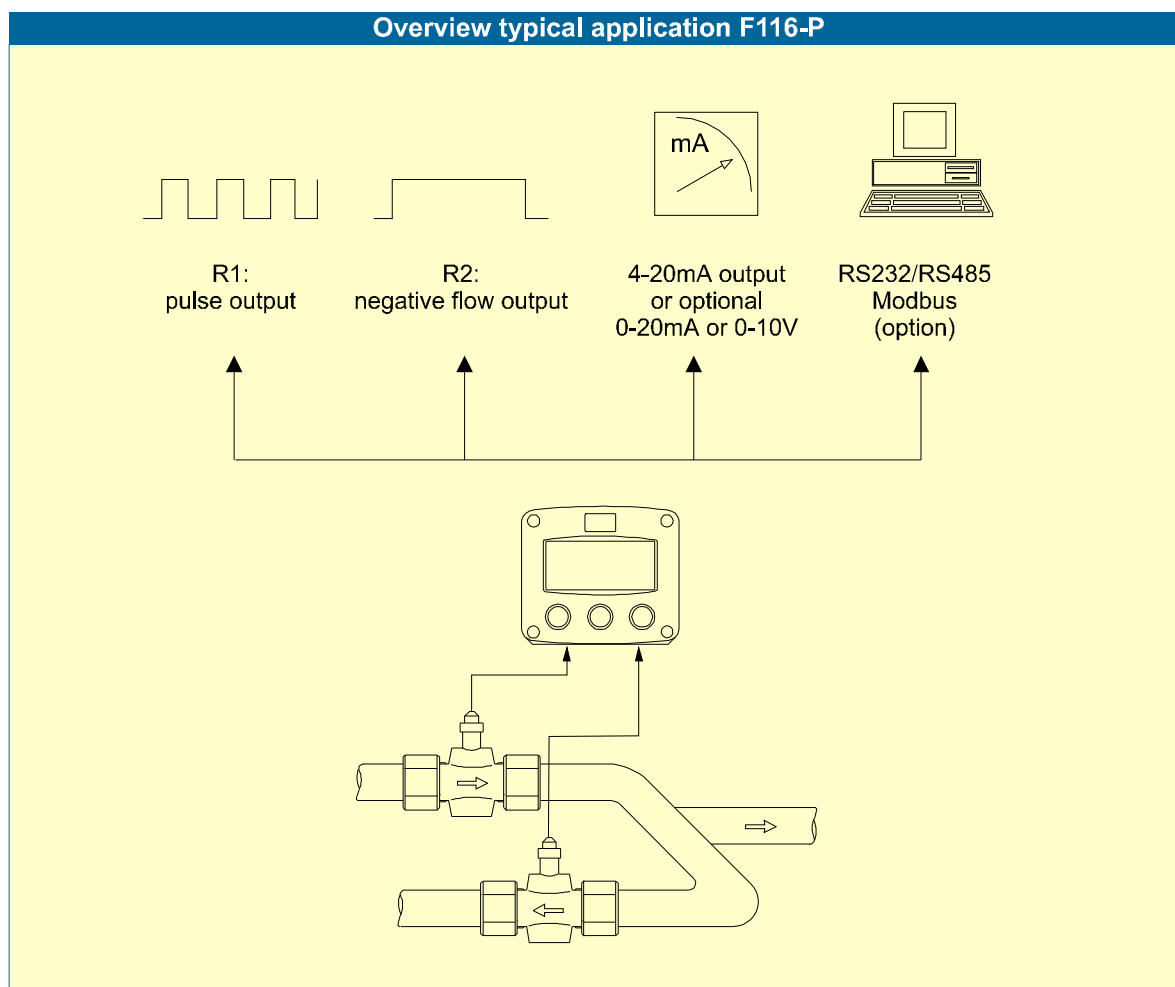 Overview typical application F116-P
mA
R1:
pulse output
R2:
negative flow output
4-20mA output
or optional
0-20mA or 0-10V
RS232/RS485
Modbus
(option)